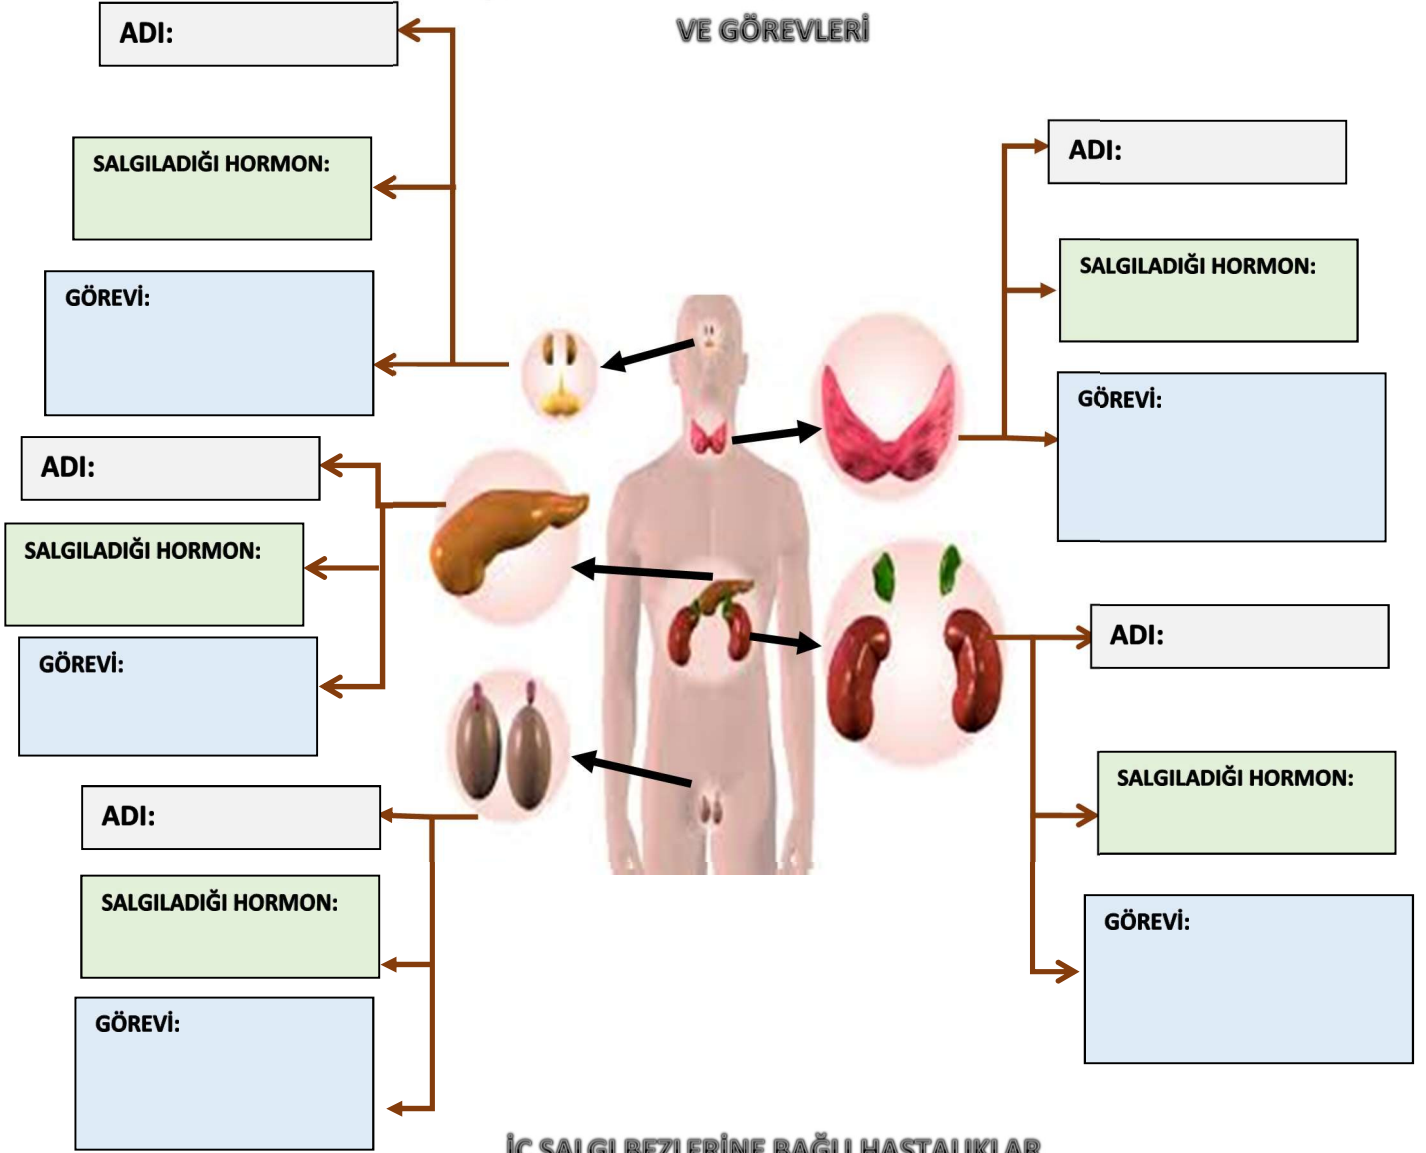 VE GÖREVLERİ
ADI:
SALGILADIĞI HORMON:
GÖREVİ:
ADI:
SALGILADIĞI HORMON:
GÖREVİ:
ADI:
SALGILADIĞI HORMON:
GÖREVİ:
ADI:
SALGILADIĞI HORMON:
GÖREVİ:
ADI:
SALGILADIĞI HORMON:
GÖREVİ:
İÇ SALGI BEZLERİNE BAĞLI HASTALIKLAR